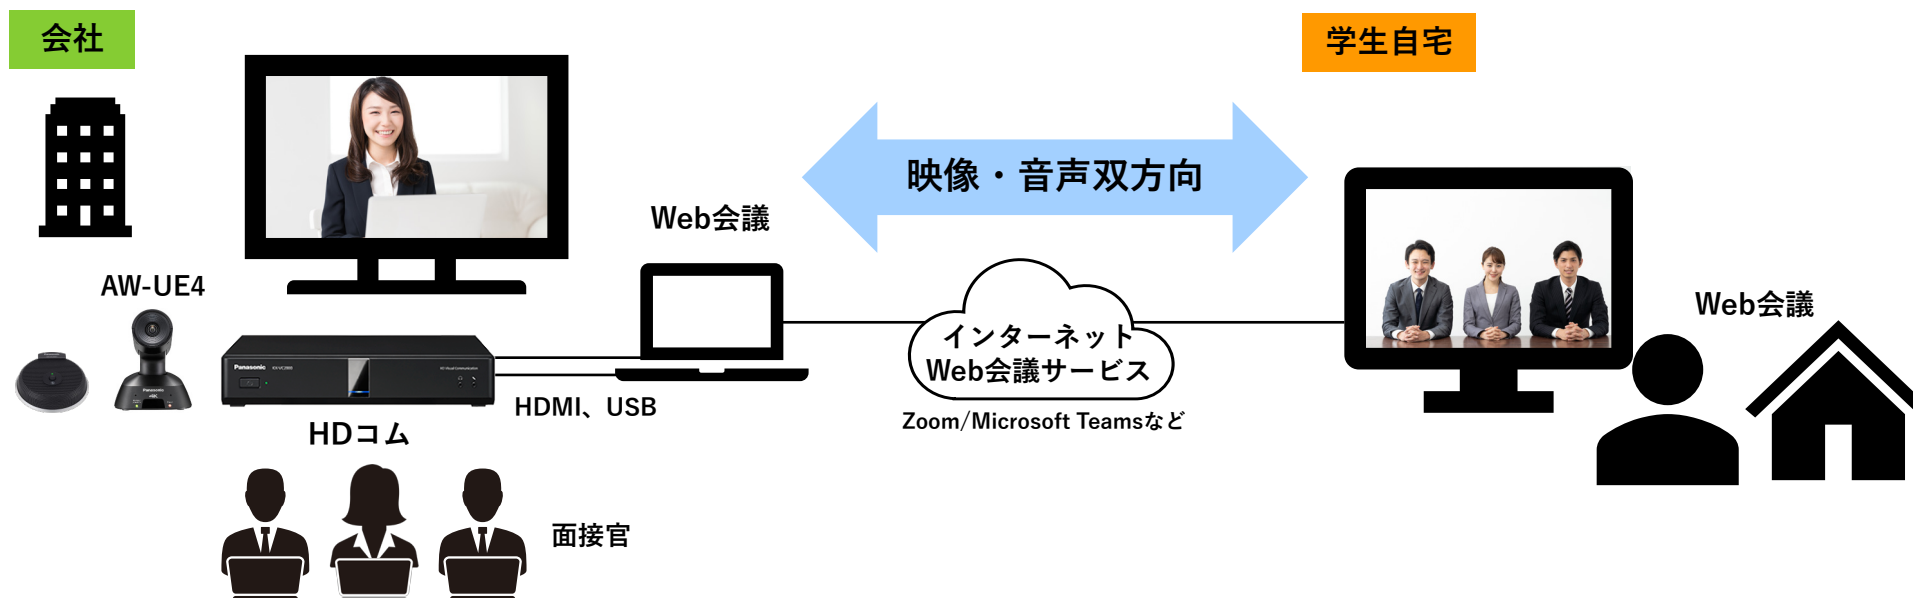 会社
学生自宅
映像・音声双方向
Web会議
AW-UE4
Web会議
インターネット
Web会議サービス
Panasonic
Panasonic
4K
HDMI、USB
Zoom/Microsoft Teamsなど
HDコム
面接官